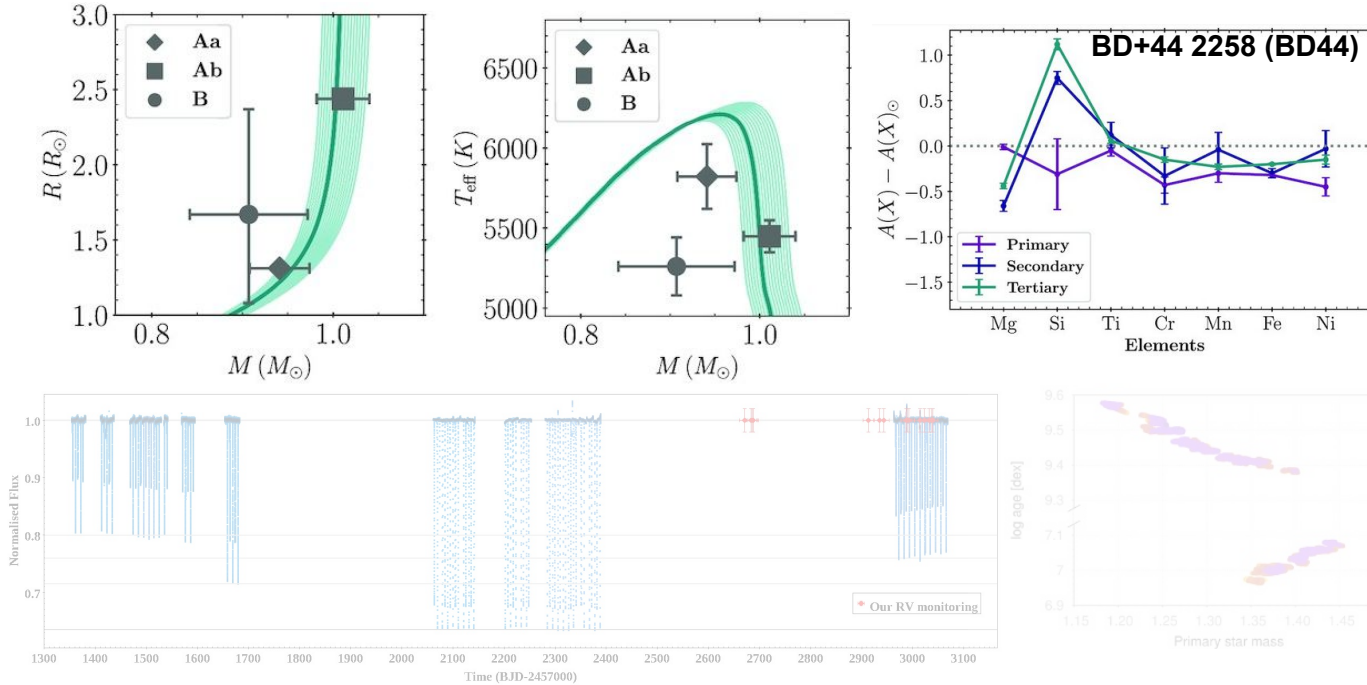 BD+44 2258 (BD44)
3.0
2.5
2.0
1.5
1.0
R (R⊙)
0.8
1.0
M (M⊙)
Aa
Ab
B
6500
6000
5500
5000
Teff (K)
0.8
1.0
M (M⊙)
Aa
Ab
B
1.0
0.5
0.0
−0.5
−1.0
−1.5
A(X) − A(X)⊙
Primary
Secondary
Tertiary
Mg Si Ti Cr Mn Fe Ni
Elements
1.0
0.9
0.8
0.7
Normalised Flux
Our RV monitoring
1300 1400 1500 1600 1700 1800 1900 2000 2100 2200 2300 2400 2500 2600 2700 2800 2900 3000 3100
Time (BJD-2457000)
9.6
9.5
9.4
9.3
7.1
7
6.9
log age [dex]
1.15 1.20 1.25 1.30 1.35 1.40 1.45
Primary star mass